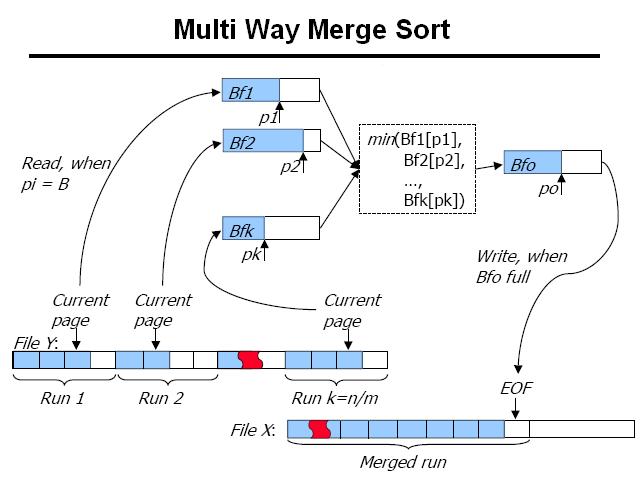 Multi Way Merge Sort
Bf1
p1
Bf2
p2
Read, when
pi = B
Bfk
pk
min(Bf1[p1],
Bf2[p2],
...,
Bfk[pk])
Bfo
po
Write, when
Bfo full
Current
page
Current
page
Current
page
File Y:
Run 1
Run 2
Run k=n/m
EOF
File X:
Merged run